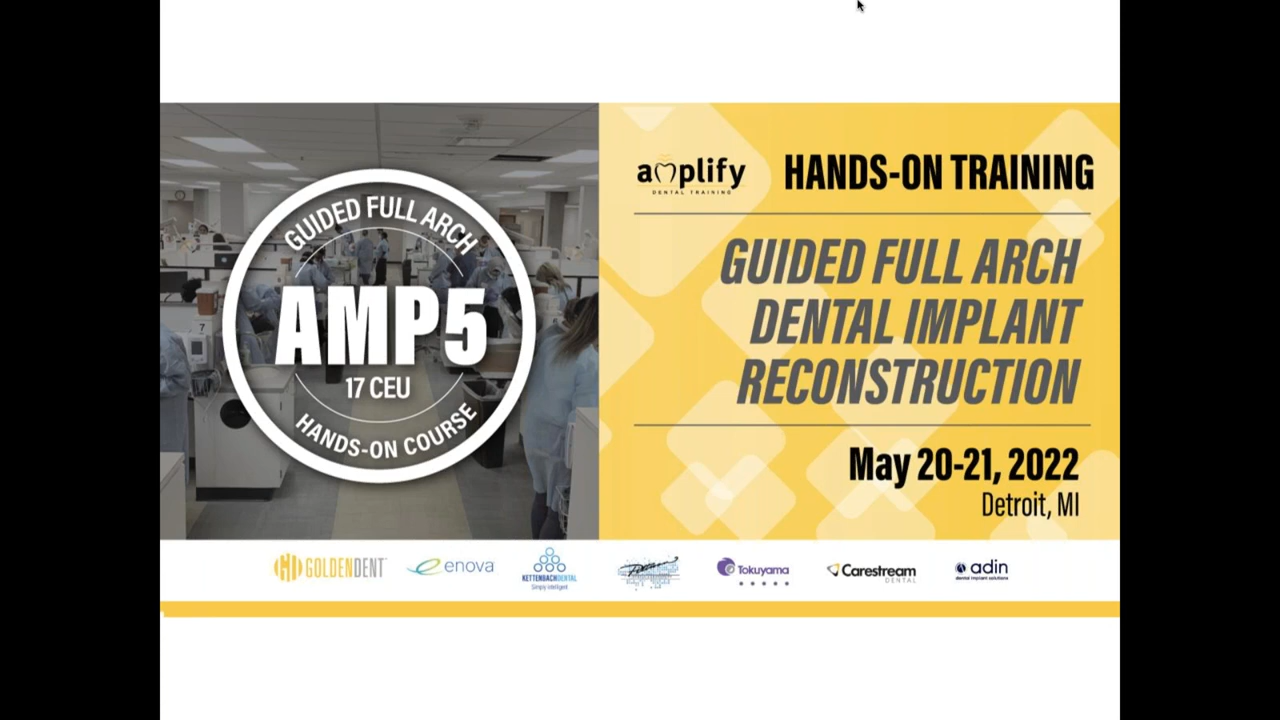 GUIDED FULL ARCH
AMP5
17 CEU
HANDS-ON COURSE
7
amplify
DENTAL TRAINING
HANDS-ON TRAINING
GUIDED FULL ARCH
DENTAL IMPLANT
RECONSTRUCTION
May 20-21, 2022
Detroit, MI
GOLDENDENT
enova
KETTENBACHDENTAL
Simply intelligent
Tokuyama
Carestream
DENTAL
adin
dental implant solutions